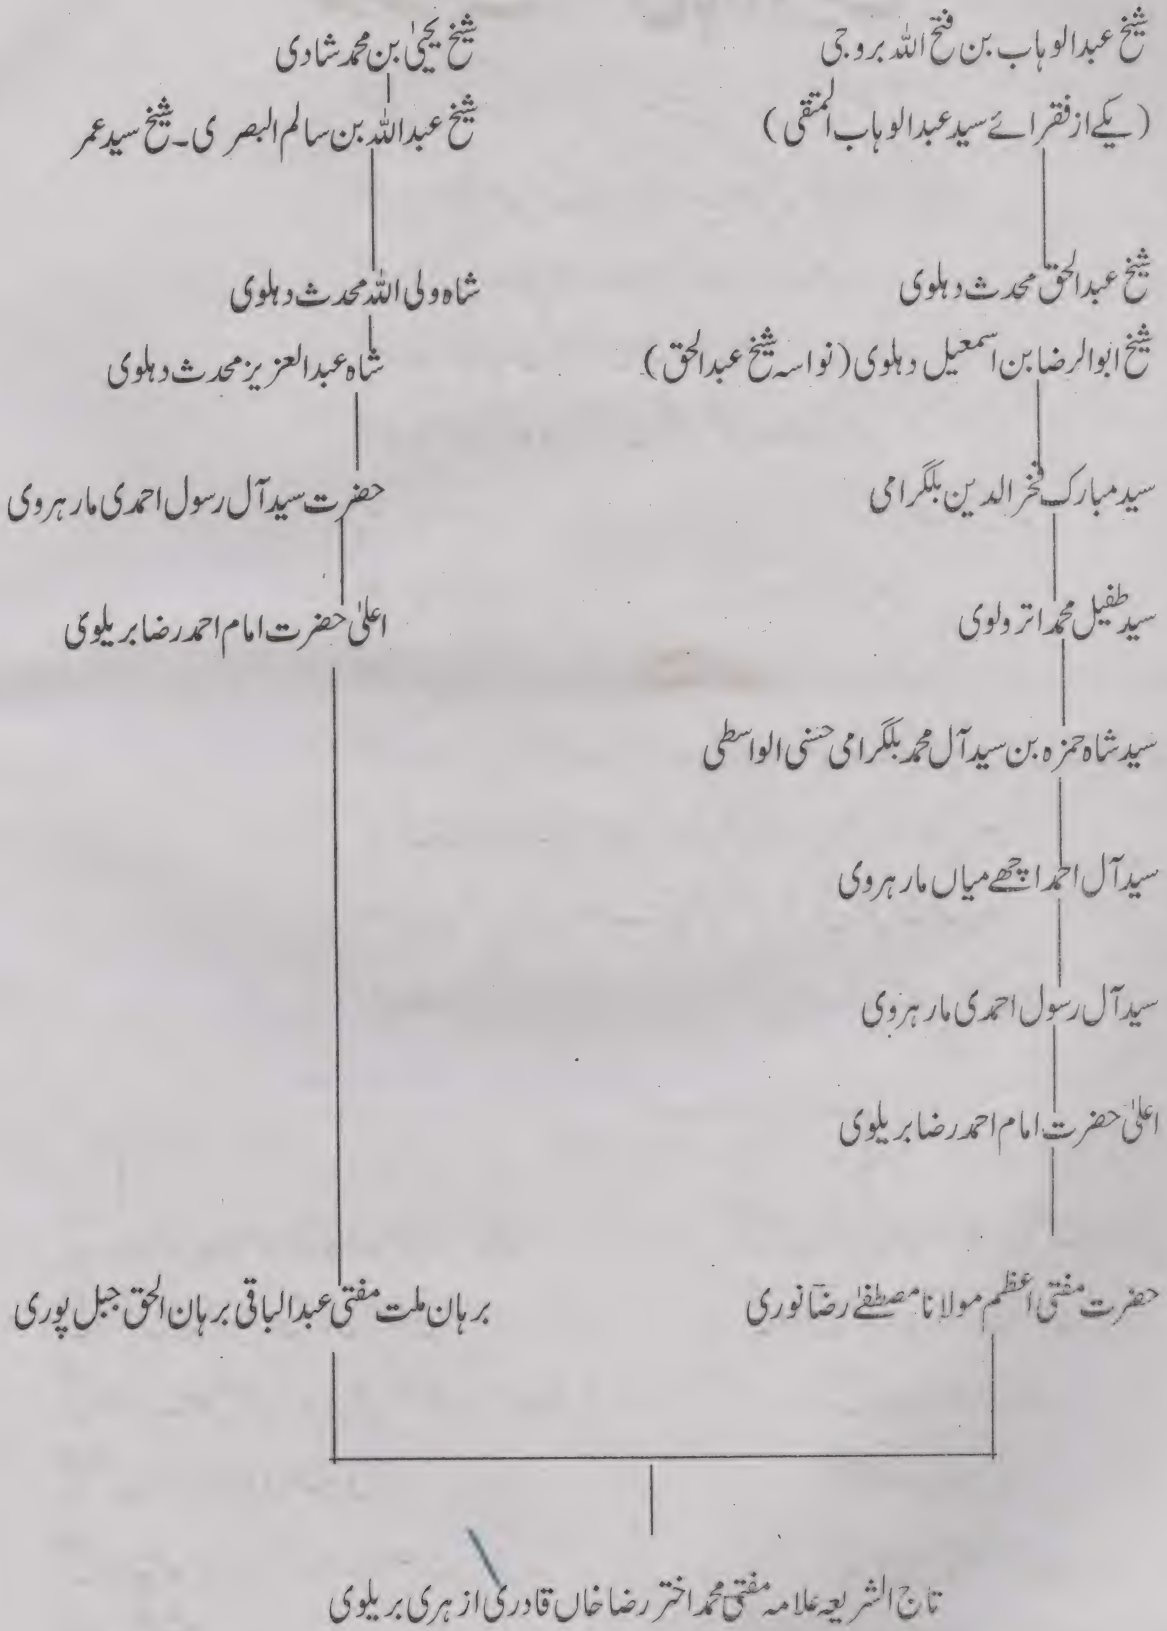 شیخ عبدالوہاب بن فتح اللہ بروجی
(یکے از فقرائے سید عبدالوہاب المتقی)
شیخ عبدالحق محدث دہلوی
شیخ ابوالرضا بن اسمعیل دہلوی (نواسہ شیخ عبدالحق)
سید مبارک فخر الدین بلگرامی
سید طفیل محمد اترولوی
سید شاہ حمزہ بن سید آل محمد بلگرامی حسنی الواسطی
سید آل احمد اچھے میاں مارہروی
سید آل رسول احمدی مارہروی
اعلیٰ حضرت امام احمد رضا بریلوی
حضرت مفتی اعظم مولانا مصطفےٰ رضا نوری
شیخ یحییٰ بن محمد شادی
شیخ عبداللہ بن سالم البصری۔ شیخ سید عمر
شاہ ولی اللہ محدث دہلوی
شاہ عبدالعزیز محدث دہلوی
حضرت سید آل رسول احمدی مارہروی
اعلیٰ حضرت امام احمد رضا بریلوی
برہان ملت مفتی عبدالباقی برہان الحق جبل پوری
تاج الشریعہ علامہ مفتی محمد اختر رضا خاں قادری ازہری بریلوی